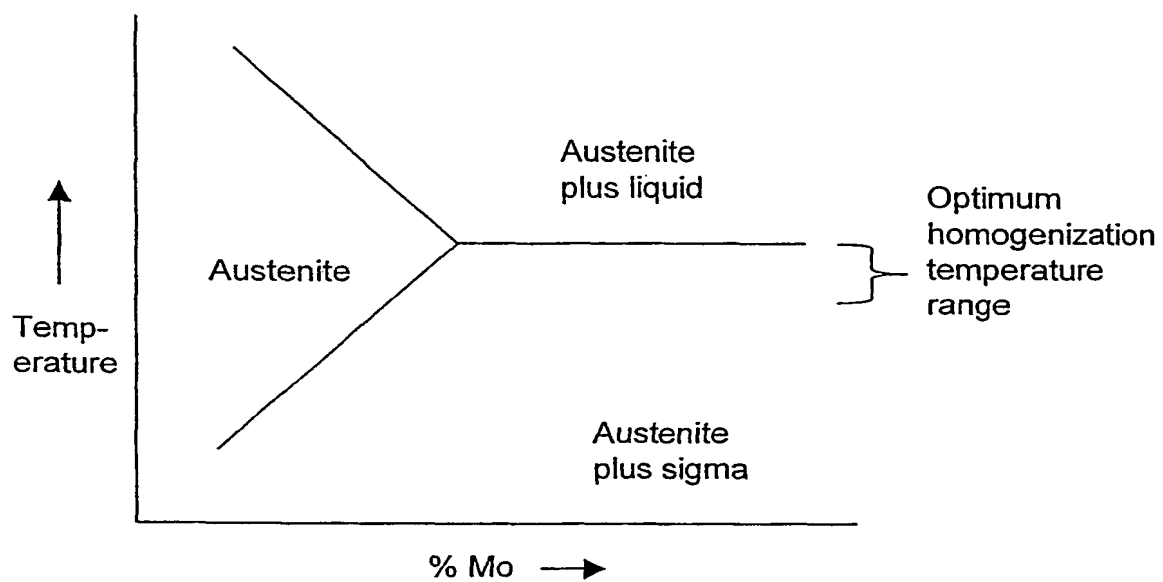 Austenite
plus liquid
Optimum
homogenization
temperature
range
Austenite
Temp-
erature
Austenite
plus sigma
% Mo